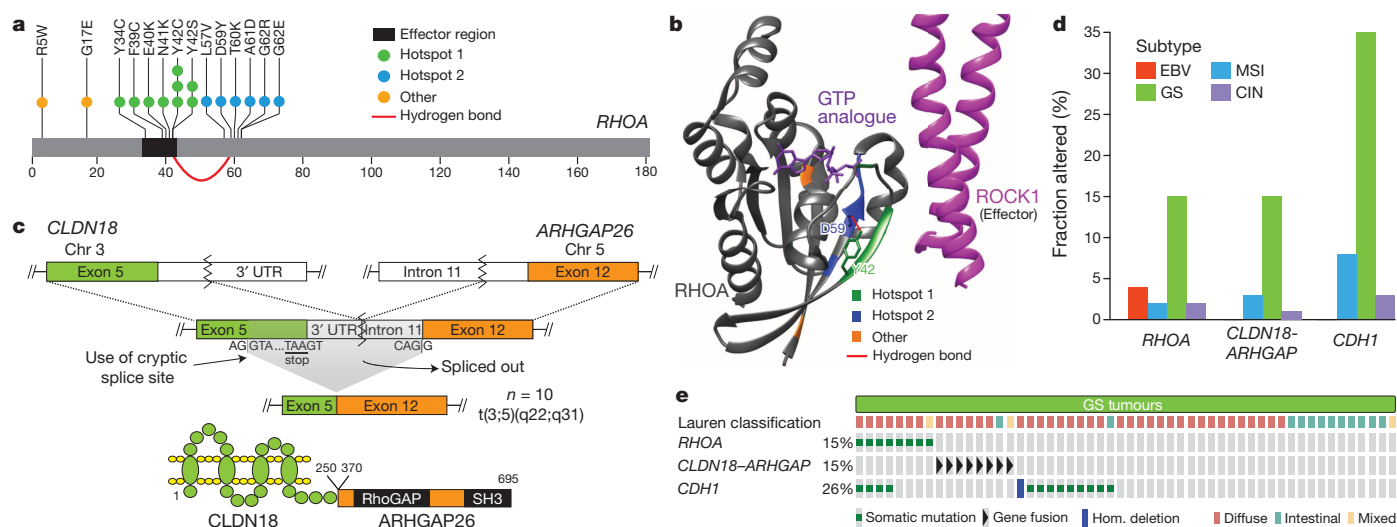 a
R5W G17E Y34C F39C E40K N41K Y42C Y42S L57V D59Y T60K A61D G62R G62E
Effector region
Hotspot 1
Hotspot 2
Other
Hydrogen bond
RHOA
0 20 40 60 80 100 120 140 160 180
b
GTP
analogue
D59
Y42
RHOA
ROCK1
(Effector)
Hotspot 1
Hotspot 2
Other
Hydrogen bond
c
CLDN18
Chr 3
ARHGAP26
Chr 5
Exon 5 3′ UTR Intron 11 Exon 12
Exon 5 3′ UTR Intron 11 Exon 12
AG GTA ... TAAGT CAG G
stop
Use of cryptic
splice site
Spliced out
Exon 5 Exon 12
n = 10
t(3;5)(q22;q31)
1
250 370
695
RhoGAP SH3
CLDN18 ARHGAP26
d
Fraction altered (%)
35
30
25
20
15
10
5
0
Subtype
EBV MSI
GS CIN
RHOA CLDN18- CDH1
ARHGAP
e
GS tumours
Lauren classification
RHOA 15%
CLDN18–ARHGAP 15%
CDH1 26%
Somatic mutation Gene fusion Hom. deletion Diffuse Intestinal Mixed